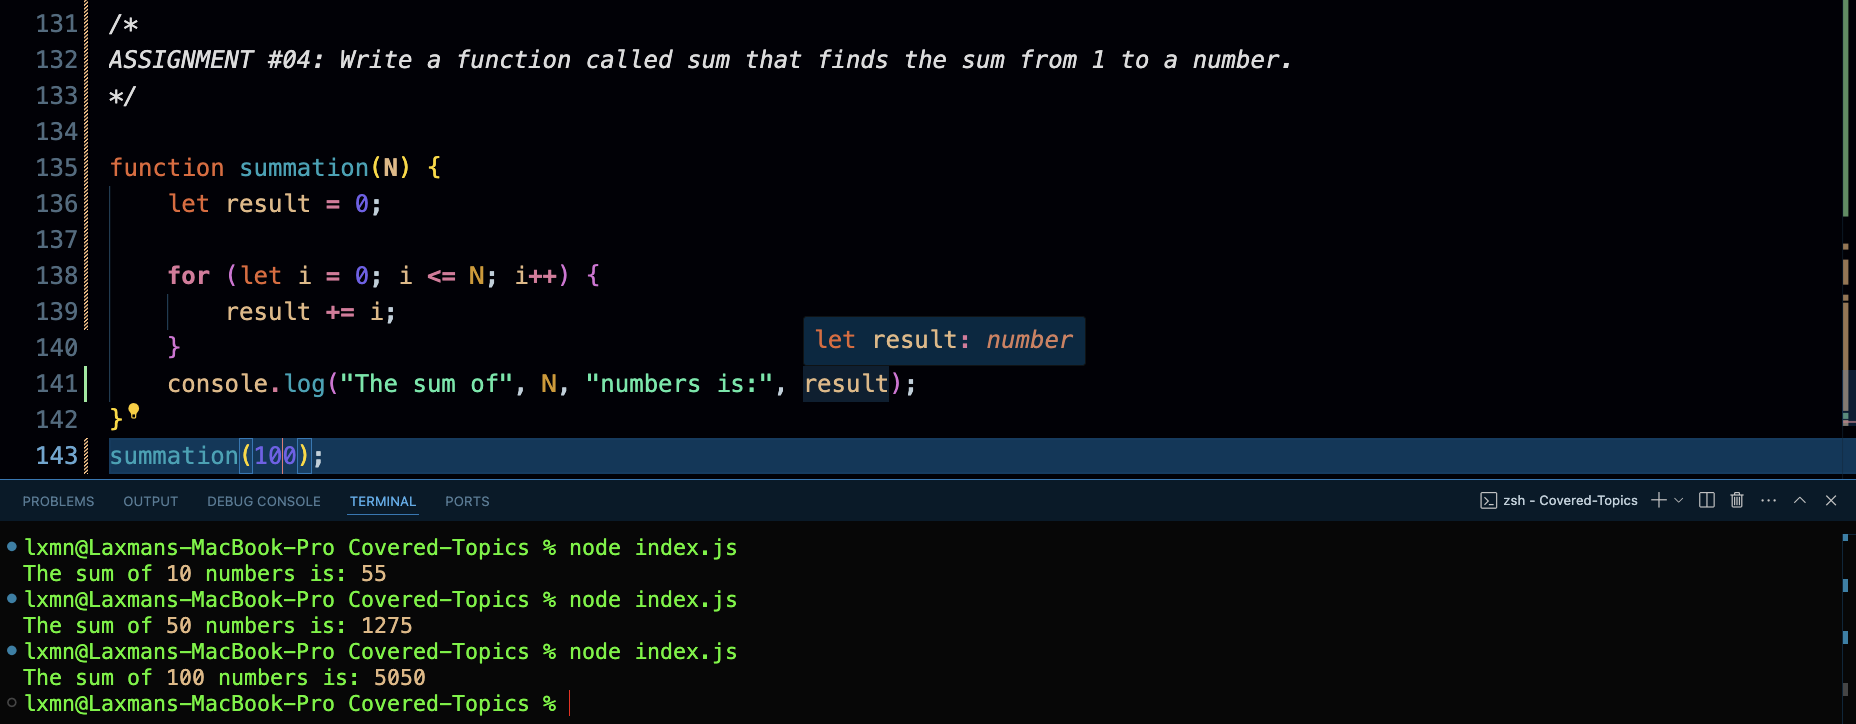 131 /*
132 ASSIGNMENT #04: Write a function called sum that finds the sum from 1 to a number.
133 */
134
135 function summation(N) {
136     let result = 0;
137
138     for (let i = 0; i <= N; i++) {
139         result += i;
140     }
let result: number
141     console.log("The sum of", N, "numbers is:", result);
142 }
143 summation(100);
PROBLEMS OUTPUT DEBUG CONSOLE TERMINAL PORTS zsh - Covered-Topics
lxmn@Laxmans-MacBook-Pro Covered-Topics % node index.js
The sum of 10 numbers is: 55
lxmn@Laxmans-MacBook-Pro Covered-Topics % node index.js
The sum of 50 numbers is: 1275
lxmn@Laxmans-MacBook-Pro Covered-Topics % node index.js
The sum of 100 numbers is: 5050
lxmn@Laxmans-MacBook-Pro Covered-Topics %